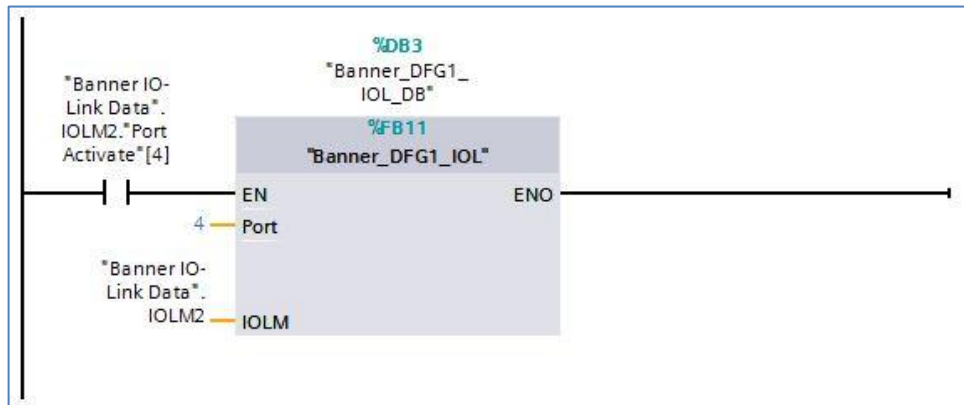 %DB3
"Banner_DFG1_
IOL_DB"
"Banner IO-
Link Data".
IOLM2."Port
Activate"[4]
%FB11
"Banner_DFG1_IOL"
EN
ENO
4
Port
"Banner IO-
Link Data".
IOLM2
IOLM